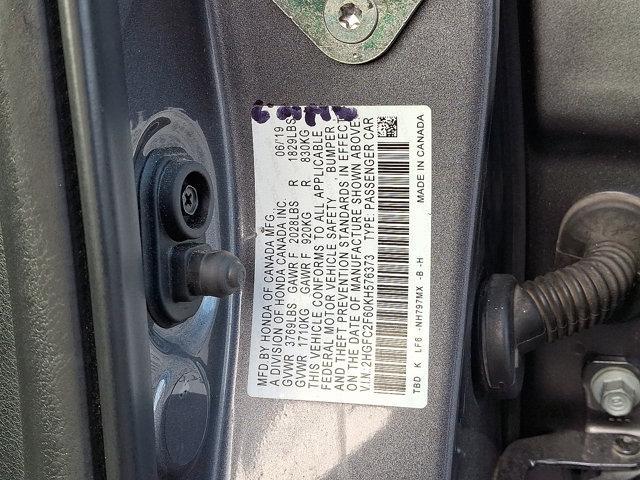 MFD.BY HONDA OF CANADA MFG., 06/19
A DIVISION OF HONDA CANADA INC.
GVWR 3769LBS GAWR F 2028LBS R 1829LBS
GVWR 1710KG GAWR F 920KG R 830KG
THIS VEHICLE CONFORMS TO ALL APPLICABLE
FEDERAL MOTOR VEHICLE SAFETY BUMPER
AND THEFT PREVENTION STANDARDS IN EFFECT
ON THE DATE OF MANUFACTURE SHOWN ABOVE
V.I.N: 2HGFC2F60KH576373 TYPE: PASSENGER CAR
TBD K LF6 -NH797MX -B -H MADE IN CANADA